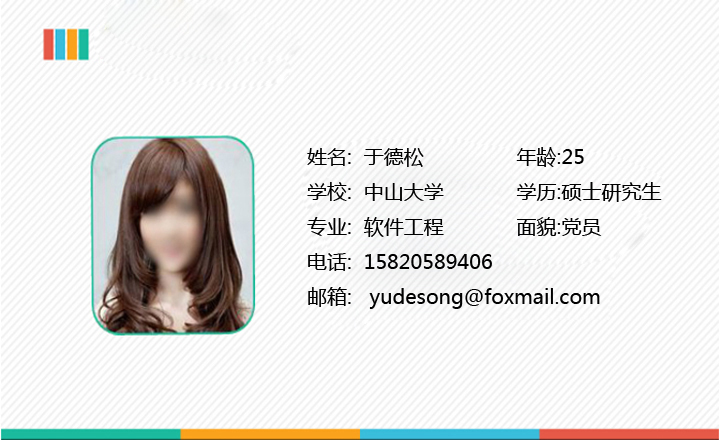 姓名: 于德松 年龄:25
学校: 中山大学 学历:硕士研究生
专业: 软件工程 面貌:党员
电话: 15820589406
邮箱: yudesong@foxmail.com